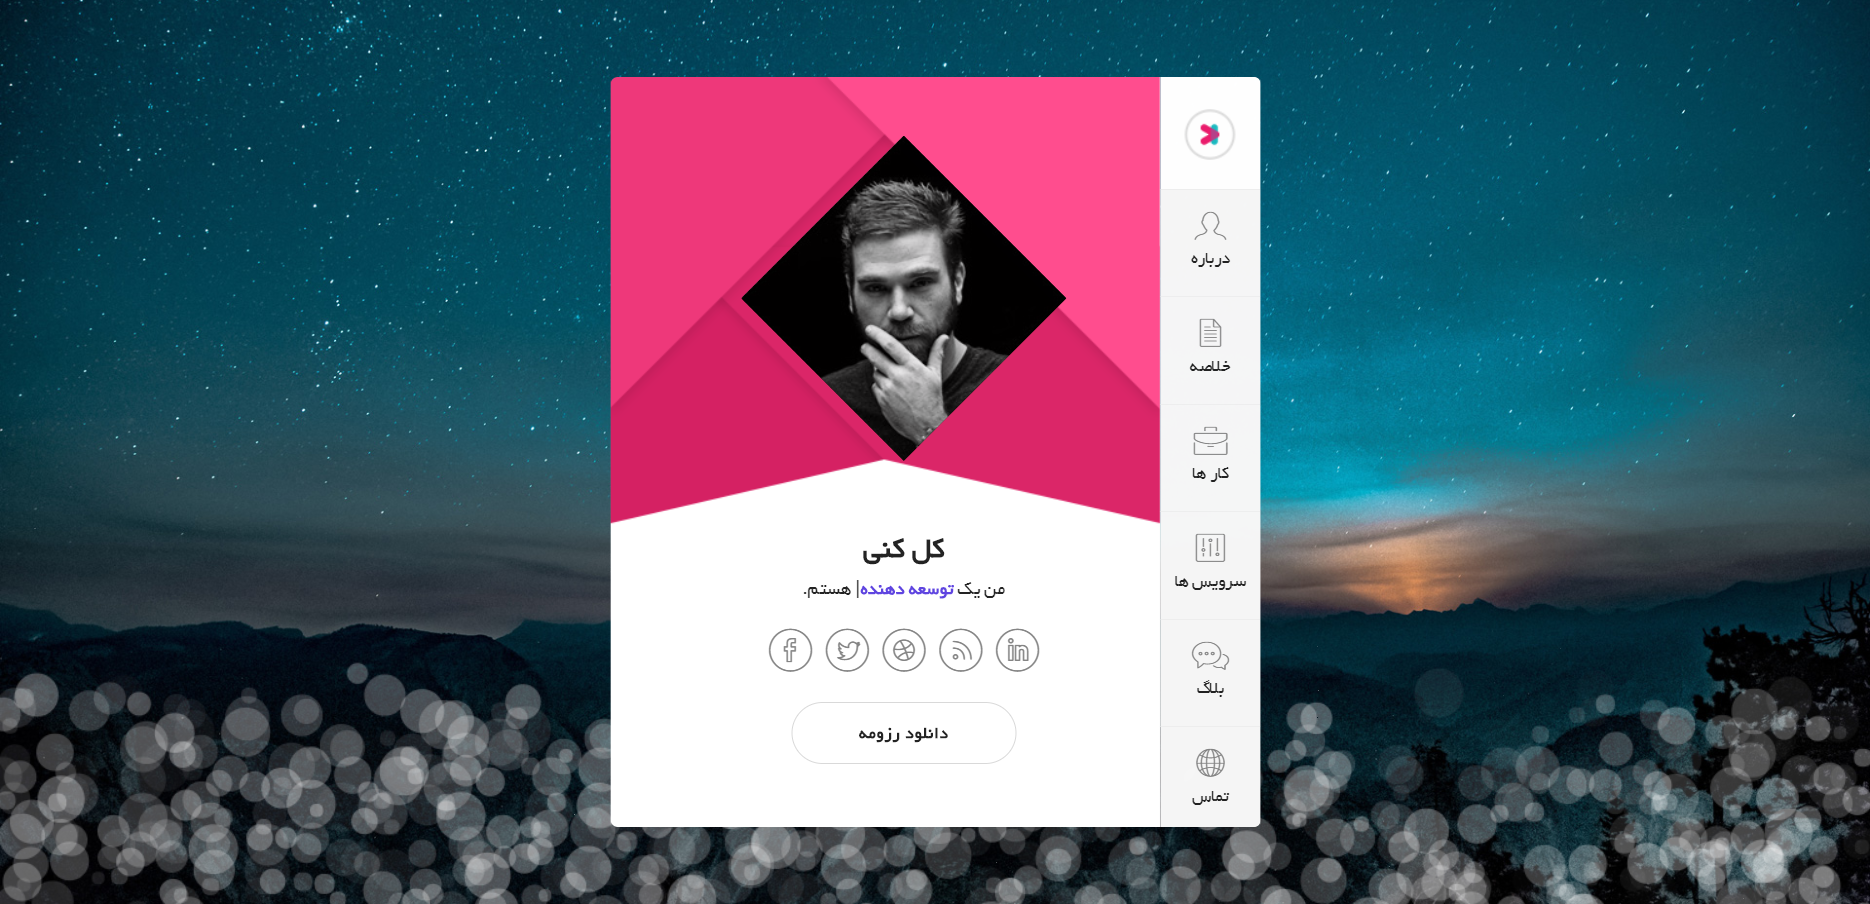 درباره
خلاصه
کار ها
سرویس ها
بلاگ
تماس
کل کنی
من یک توسعه دهنده| هستم.
دانلود رزومه